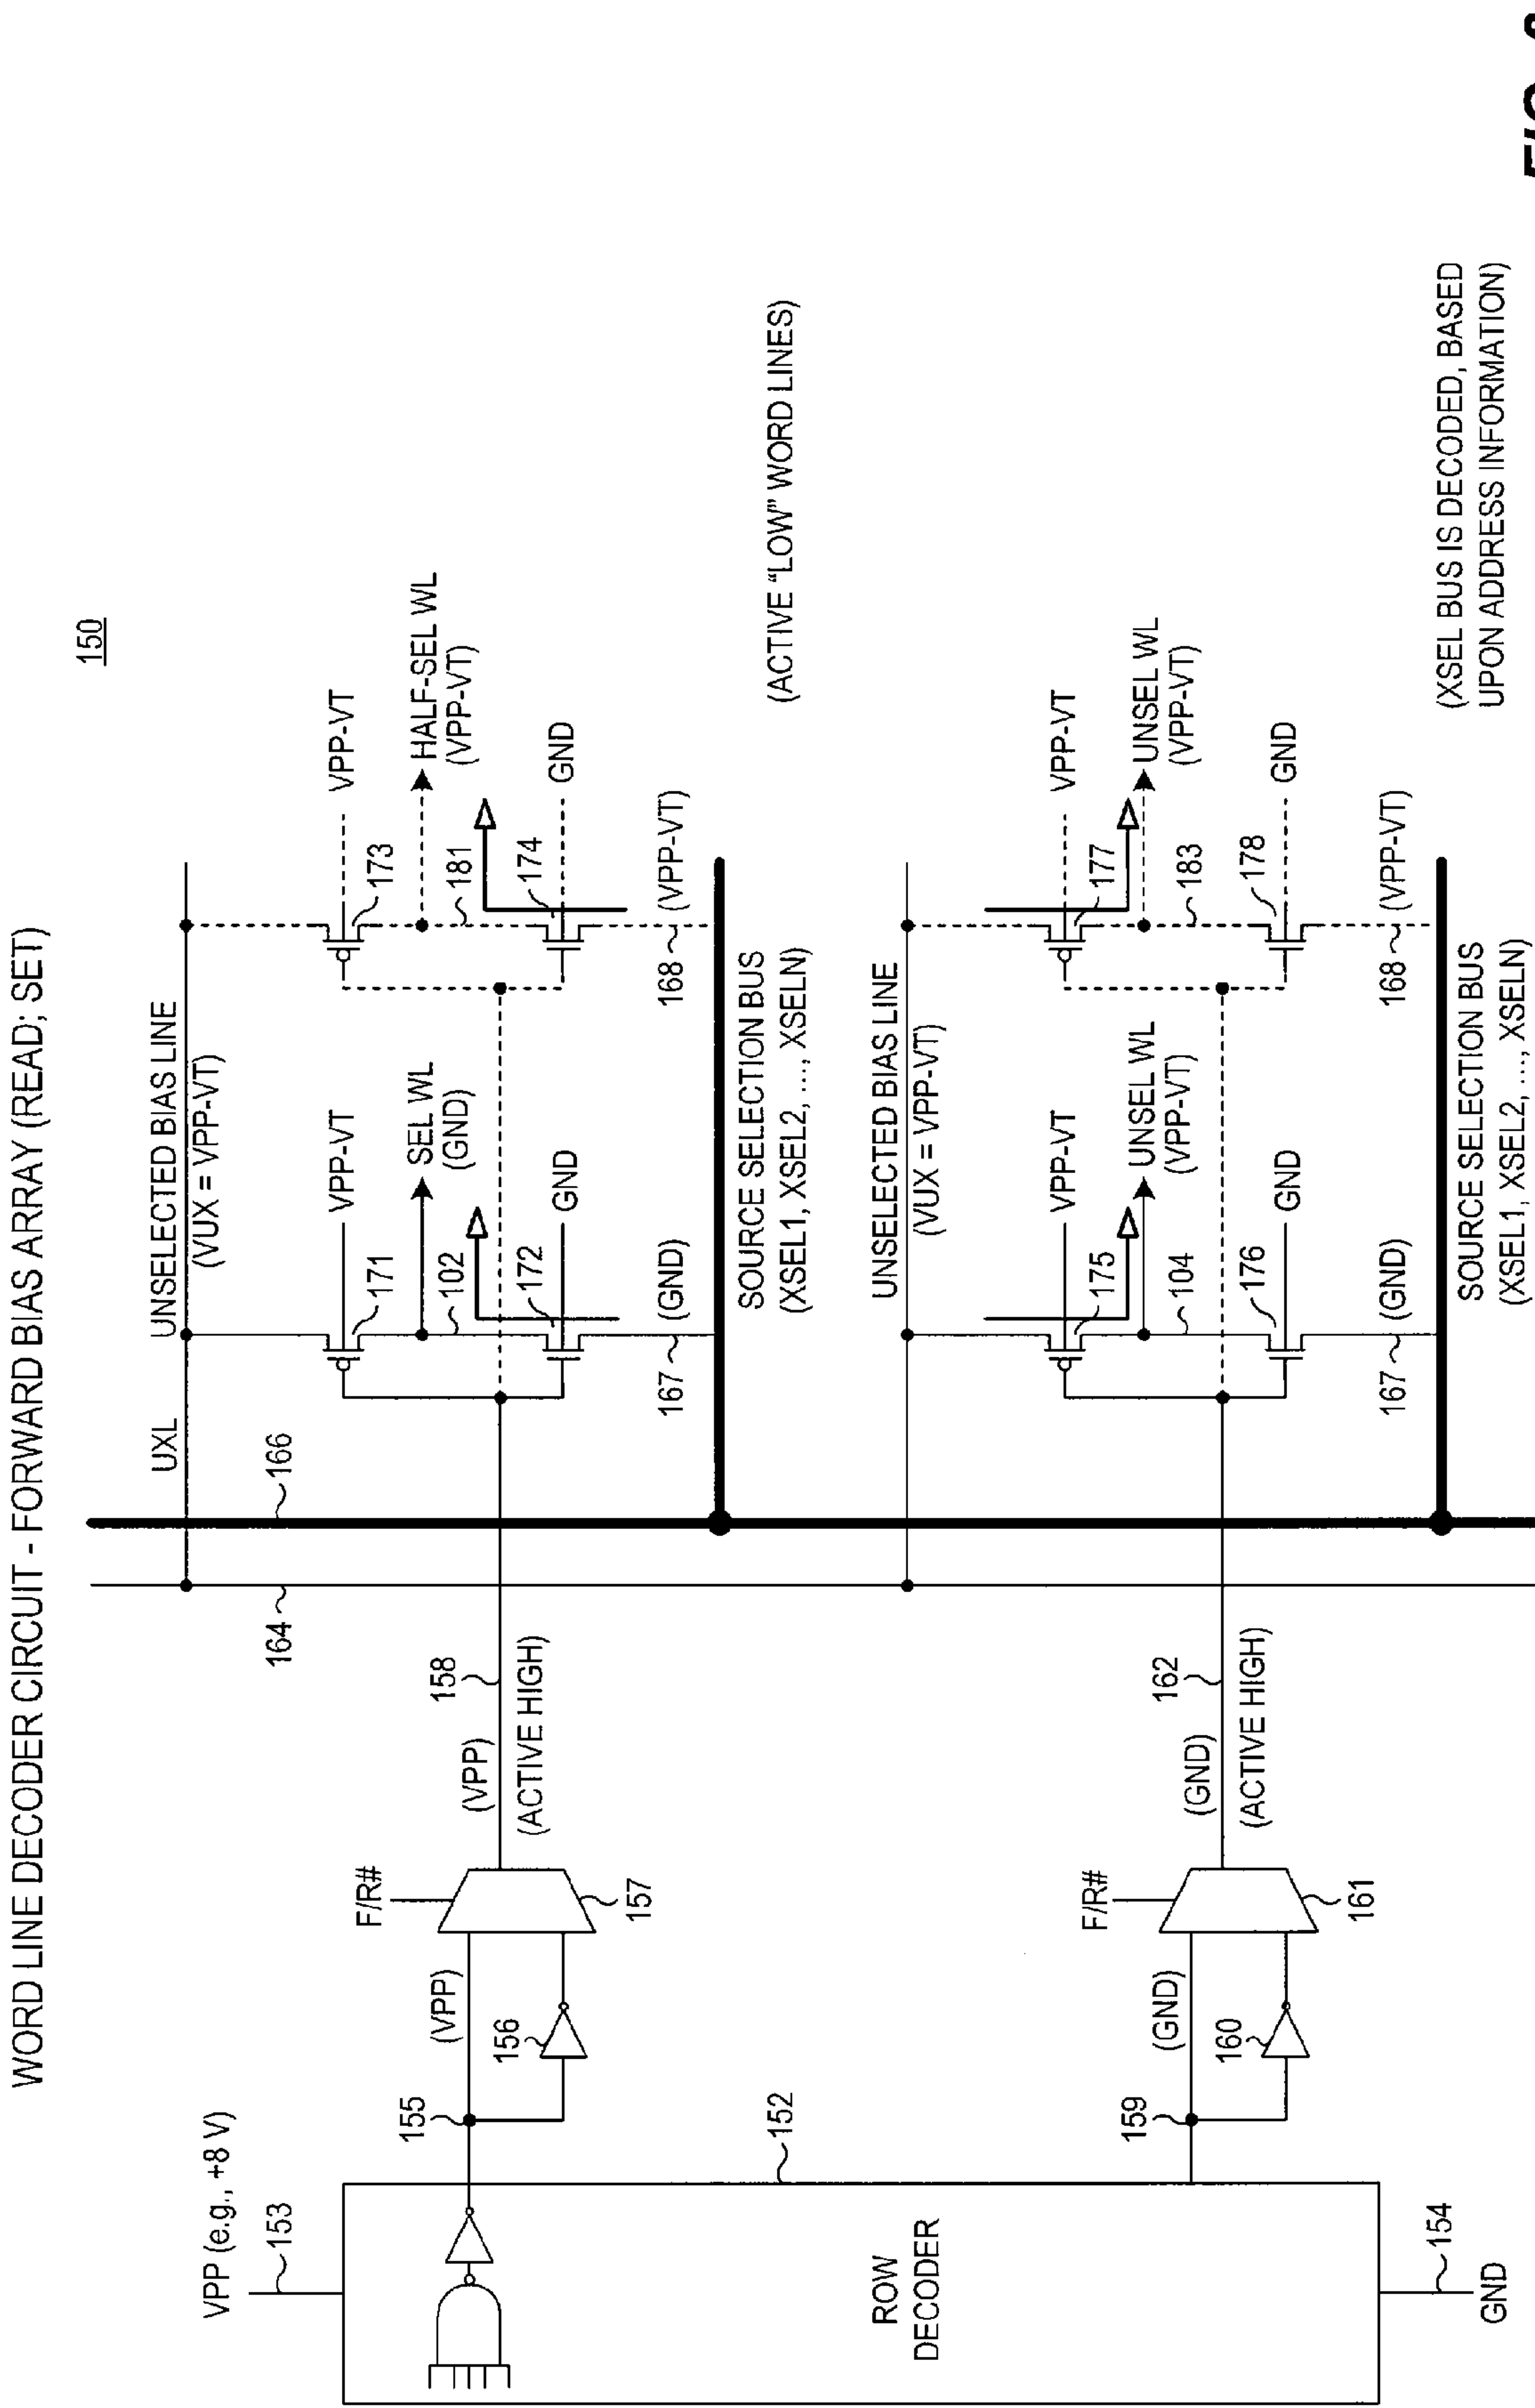 WORD LINE DECODER CIRCUIT - FORWARD BIAS ARRAY (READ; SET)
150
VPP (e.g., +8 V)
153
ROW
DECODER
152
154
GND
155
(VPP)
156
F/R#
157
(VPP)
158
(ACTIVE HIGH)
159
(GND)
160
F/R#
161
(GND)
162
(ACTIVE HIGH)
164
166
UXL
UNSELECTED BIAS LINE
(VUX = VPP-VT)
171
VPP-VT
SEL WL
(GND)
102
172
GND
167
(GND)
173
VPP-VT
HALF-SEL WL
(VPP-VT)
181
174
GND
168
(VPP-VT)
SOURCE SELECTION BUS
(XSEL1, XSEL2, ..., XSELN)
(ACTIVE "LOW" WORD LINES)
UNSELECTED BIAS LINE
(VUX = VPP-VT)
175
VPP-VT
UNSEL WL
(VPP-VT)
104
176
GND
167
(GND)
177
VPP-VT
UNSEL WL
(VPP-VT)
183
178
GND
168
(VPP-VT)
SOURCE SELECTION BUS
(XSEL1, XSEL2, ..., XSELN)
(XSEL BUS IS DECODED, BASED
UPON ADDRESS INFORMATION)
FIG.